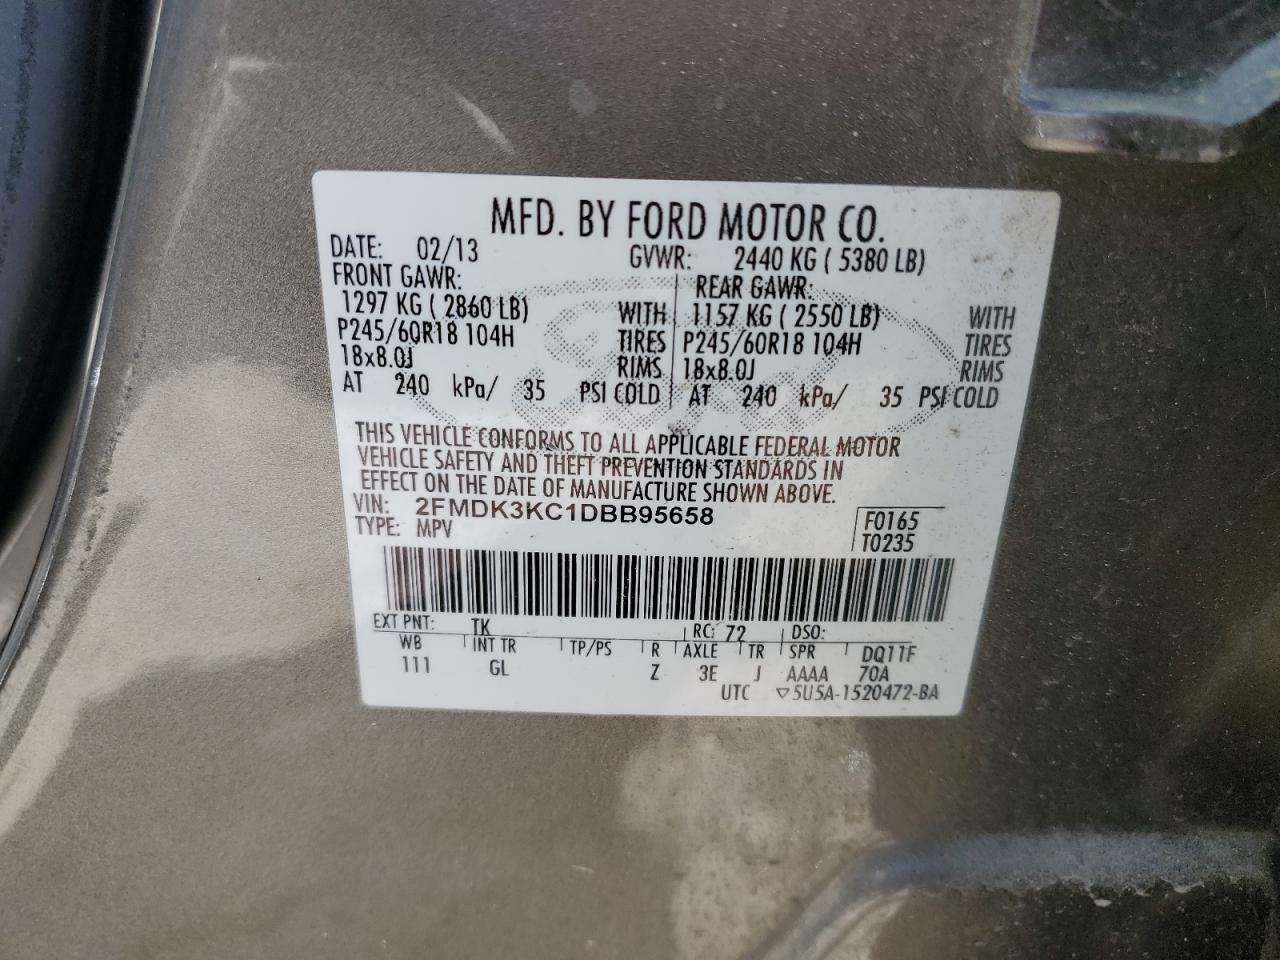 MFD. BY FORD MOTOR CO.
DATE: 02/13 GVWR: 2440 KG ( 5380 LB)
FRONT GAWR: REAR GAWR:
1297 KG ( 2860 LB) WITH 1157 KG ( 2550 LB) WITH
P245/60R18 104H TIRES P245/60R18 104H TIRES
18x8.0J RIMS 18x8.0J RIMS
AT 240 kPa/ 35 PSI COLD AT 240 kPa/ 35 PSI COLD
THIS VEHICLE CONFORMS TO ALL APPLICABLE FEDERAL MOTOR
VEHICLE SAFETY AND THEFT PREVENTION STANDARDS IN
EFFECT ON THE DATE OF MANUFACTURE SHOWN ABOVE.
VIN: 2FMDK3KC1DBB95658 F0165
TYPE: MPV T0235
EXT PNT: TK RC: 72 DSO:
WB INT TR TP/PS R AXLE TR SPR DQ11F
111 GL Z 3E J AAAA 70A
UTC ▽5U5A-1520472-BA